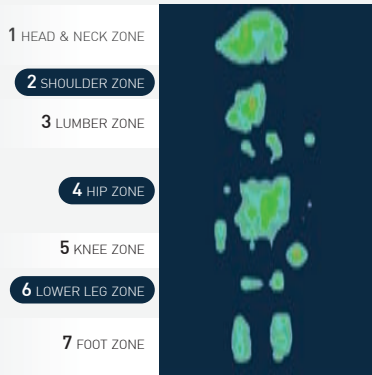 1 HEAD & NECK ZONE
2 SHOULDER ZONE
3 LUMBER ZONE
4 HIP ZONE
5 KNEE ZONE
6 LOWER LEG ZONE
7 FOOT ZONE